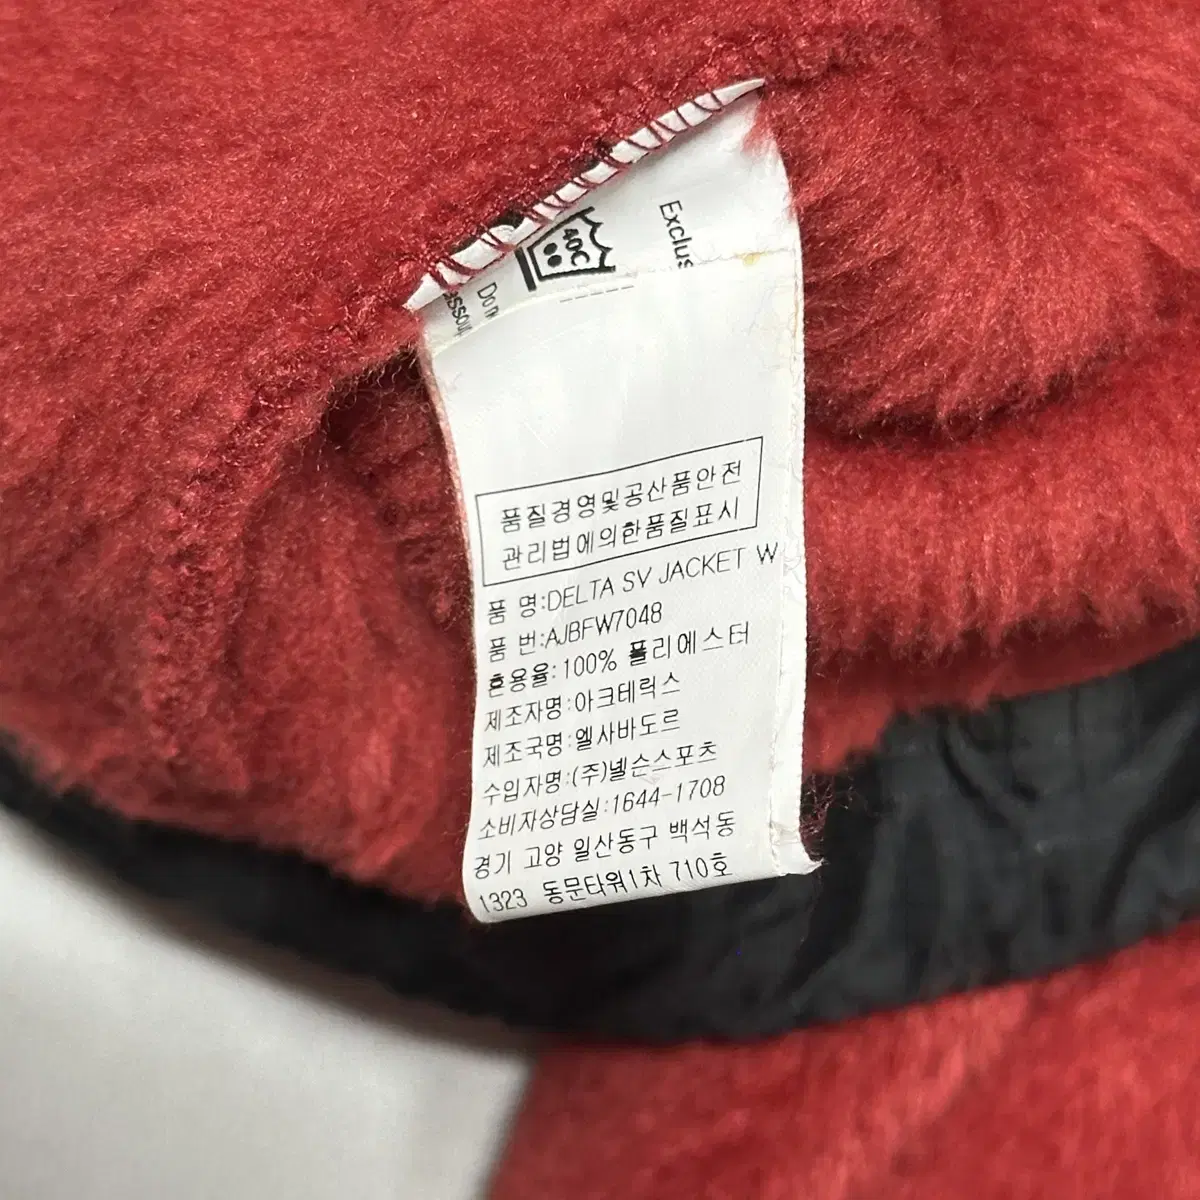 Exclus
40C
Do n
품질경영및공산품안전
관리법에의한품질표시
품 명:DELTA SV JACKET W
품 번:AJBFW7048
혼용율:100% 폴리에스터
제조자명:아크테릭스
제조국명:엘사바도르
수입자명:(주)넬슨스포츠
소비자상담실:1644-1708
경기 고양 일산동구 백석동
1323 동문타워1차 710호